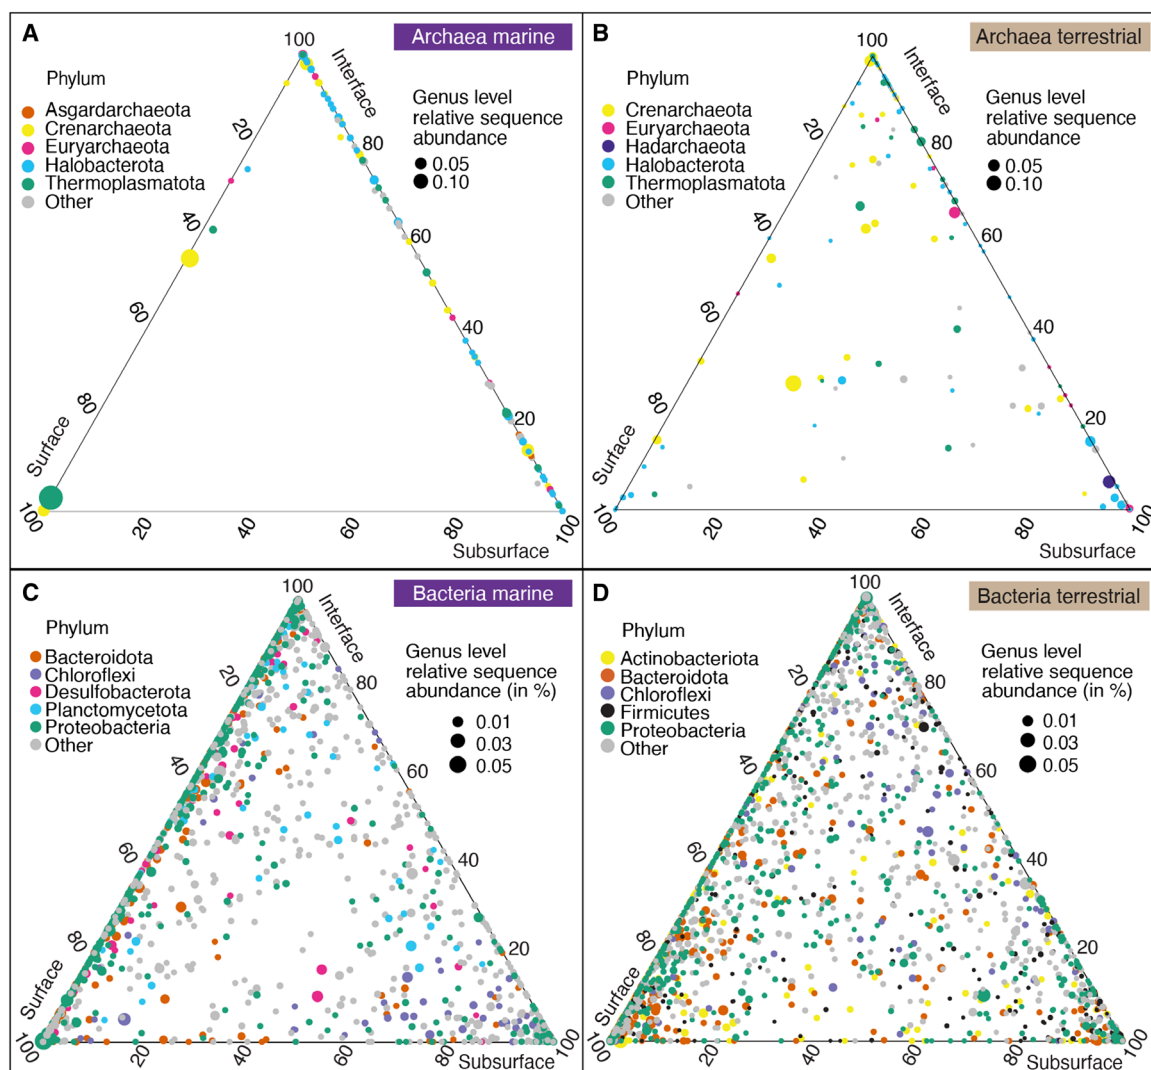 A
Archaea marine
100
Interface
Phylum
Asgardarchaeota
Crenarchaeota
Euryarchaeota
Halobacterota
Thermoplasmatota
Other
Genus level
relative sequence
abundance
0.05
0.10
20
80
40
60
60
40
80
20
Surface
100
20
40
60
80
100
Subsurface
B
Archaea terrestrial
100
Interface
Phylum
Crenarchaeota
Euryarchaeota
Hadarchaeota
Halobacterota
Thermoplasmatota
Other
Genus level
relative sequence
abundance
0.05
0.10
20
80
40
60
60
40
80
20
Surface
100
20
40
60
80
100
Subsurface
C
Bacteria marine
100
Interface
Phylum
Bacteroidota
Chloroflexi
Desulfobacterota
Planctomycetota
Proteobacteria
Other
Genus level
relative sequence
abundance (in %)
0.01
0.03
0.05
20
80
40
60
60
40
80
20
Surface
100
20
40
60
80
100
Subsurface
D
Bacteria terrestrial
100
Interface
Phylum
Actinobacteriota
Bacteroidota
Chloroflexi
Firmicutes
Proteobacteria
Other
Genus level
relative sequence
abundance (in %)
0.01
0.03
0.05
20
80
40
60
60
40
80
20
Surface
100
20
40
60
80
100
Subsurface